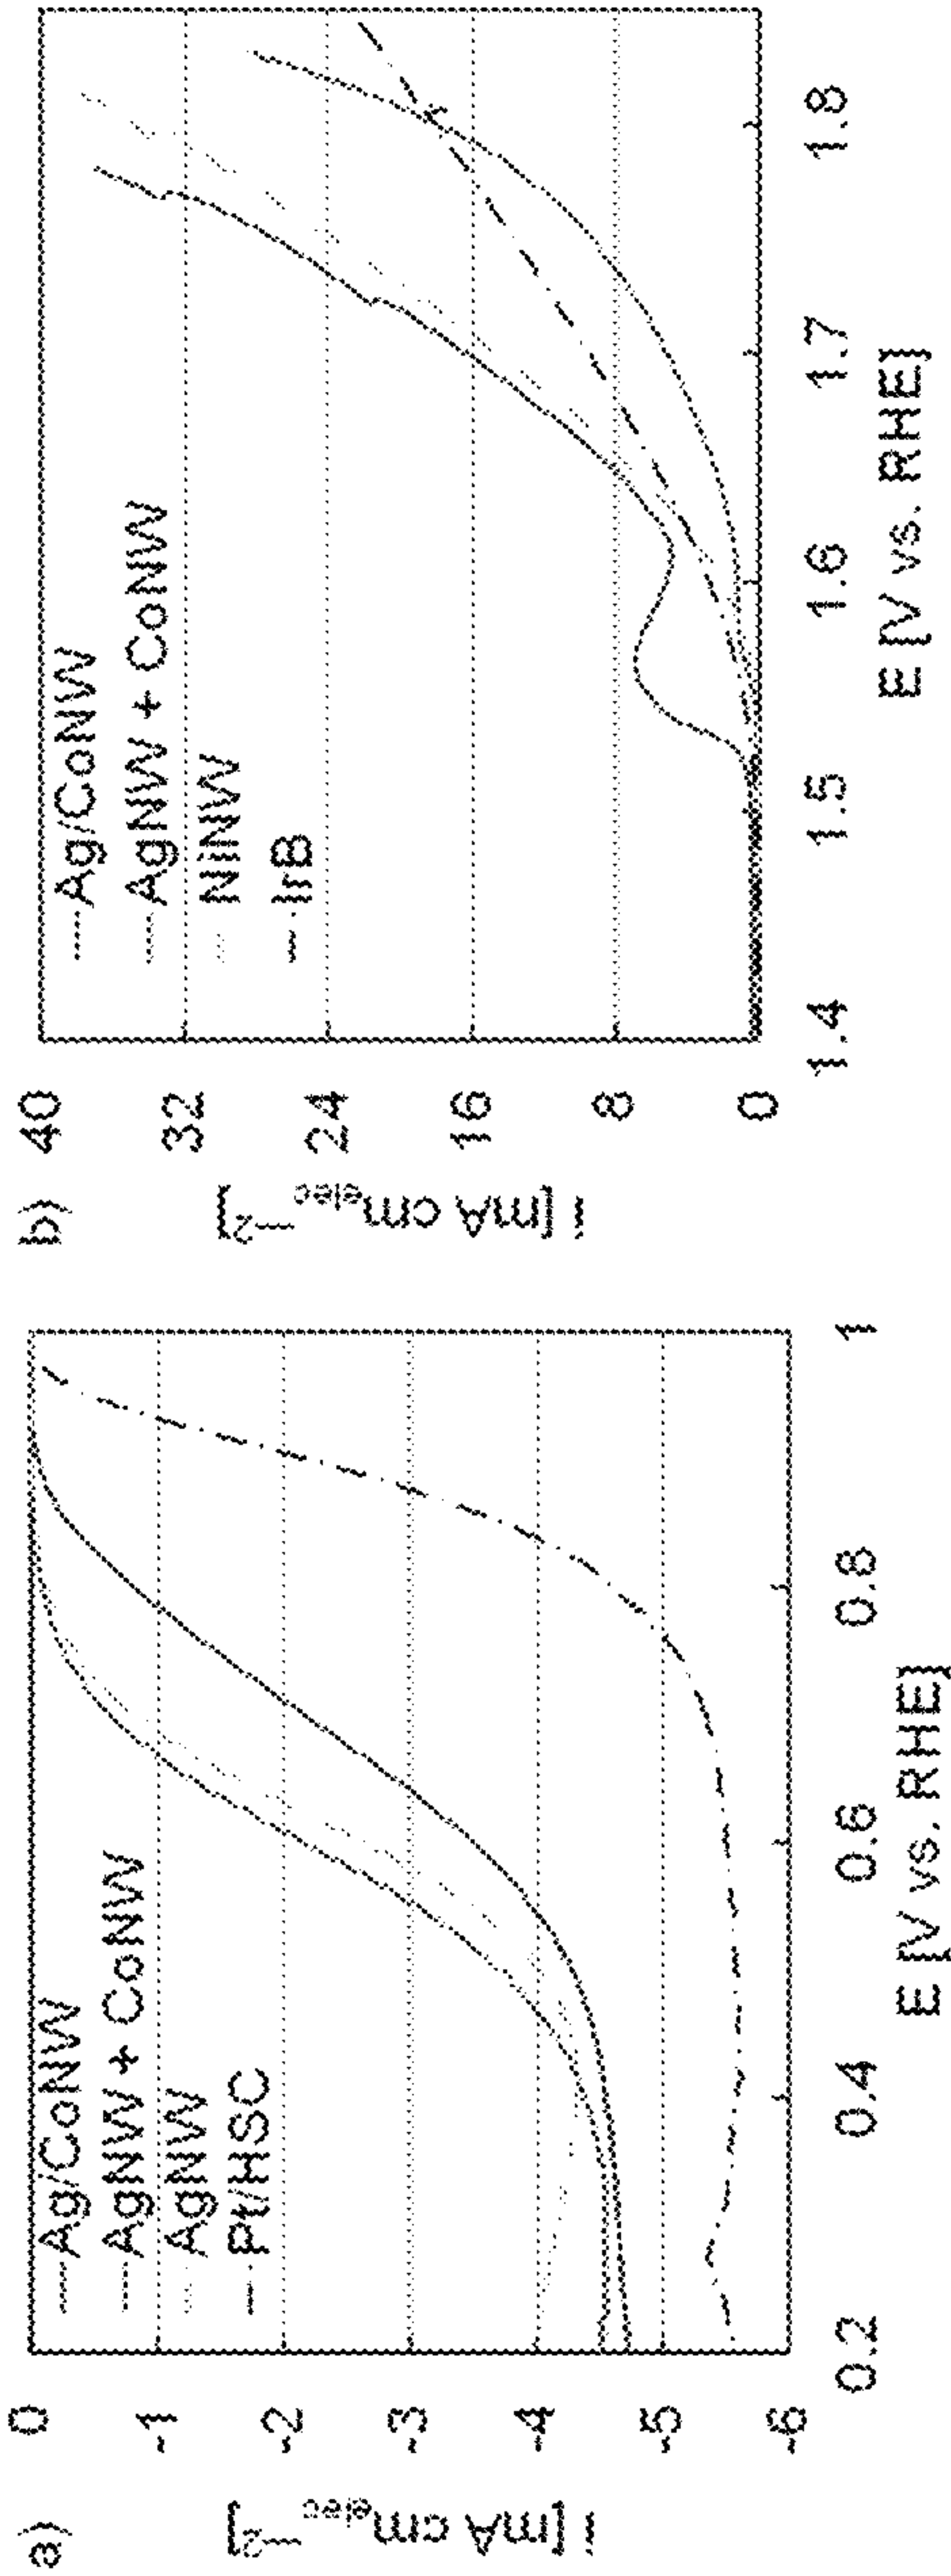 a)
i [mA cm_elec^-2]
0
-1
-2
-3
-4
-5
-6
Ag/CoNW
AgNW + CoNW
AgNW
Pt/HSC
0.2
0.4
0.6
0.8
1
E [V vs. RHE]
b)
i [mA cm_elec^-2]
40
32
24
16
8
0
Ag/CoNW
AgNW + CoNW
NiNW
IrB
1.4
1.5
1.6
1.7
1.8
E [V vs. RHE]